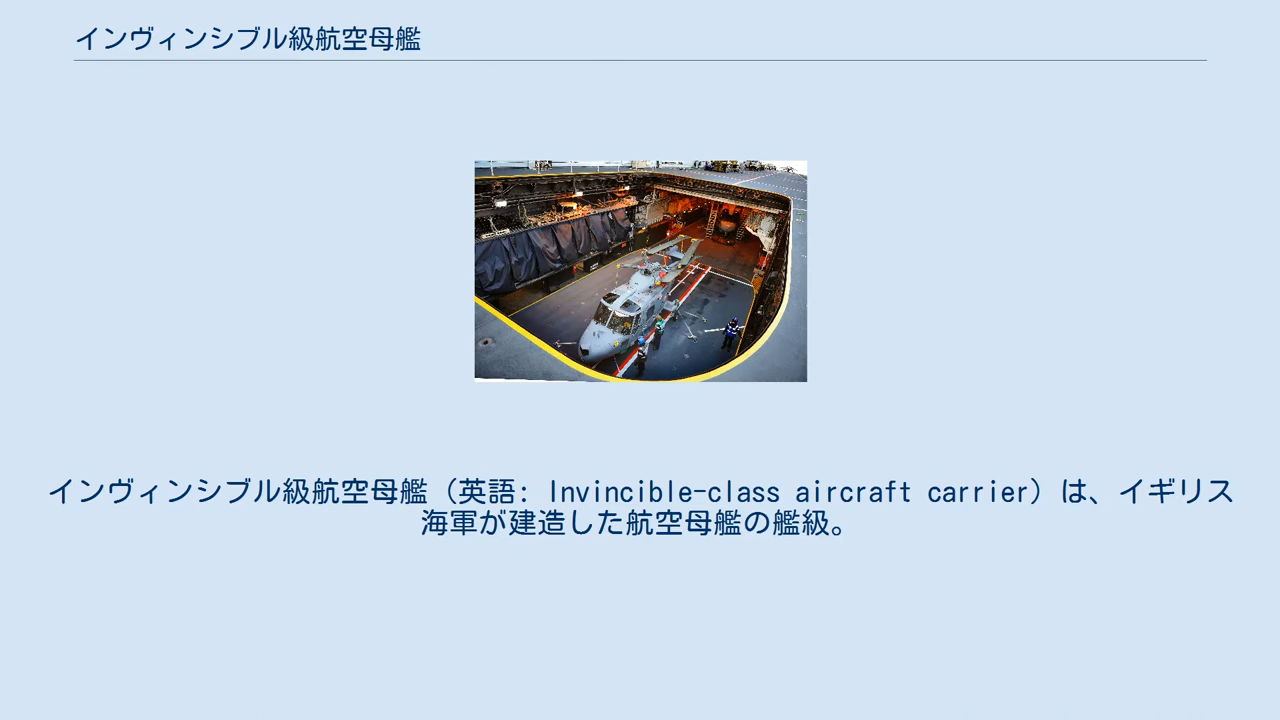 インヴィンシブル級航空母艦
インヴィンシブル級航空母艦（英語: Invincible-class aircraft carrier）は、イギリス
海軍が建造した航空母艦の艦級。